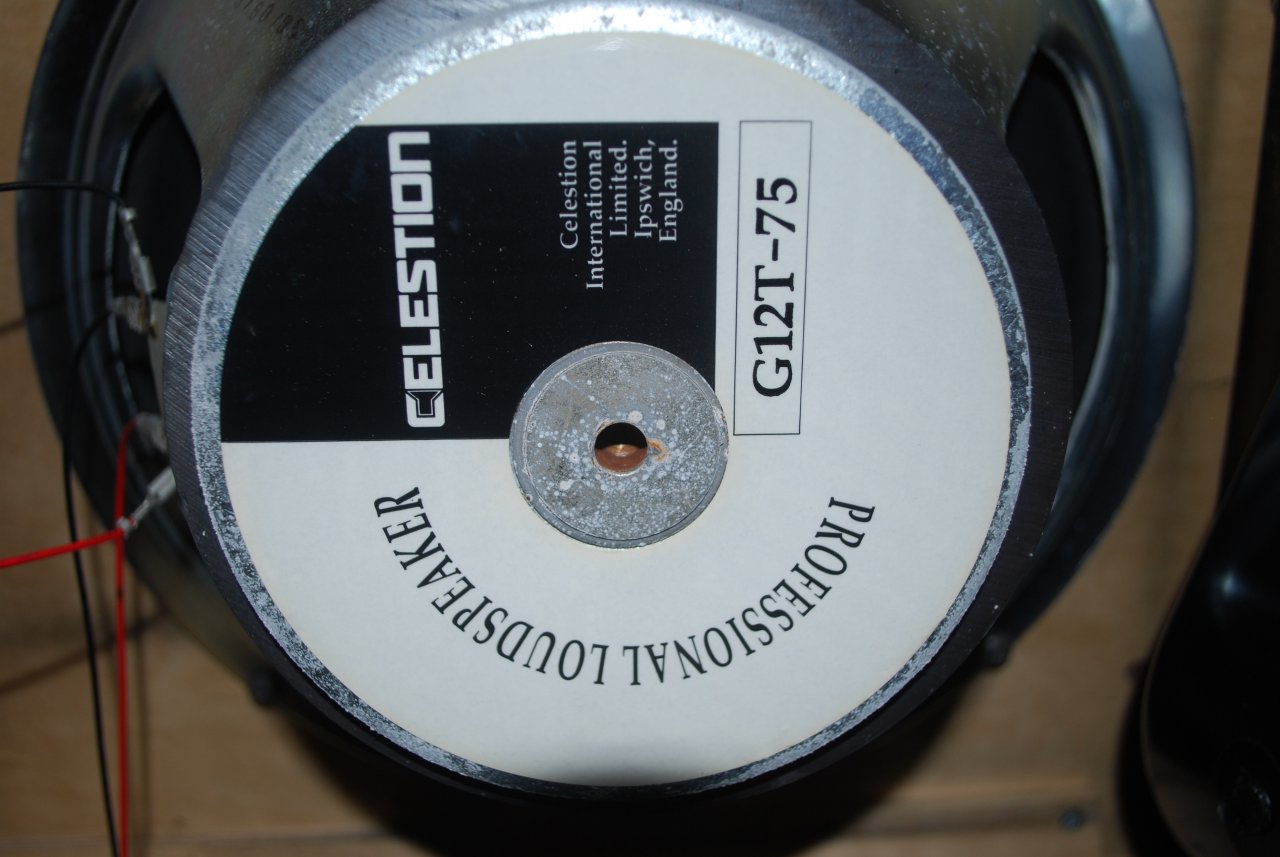 CELESTION
Celestion
International
Limited.
Ipswich,
England.
G12T-75
PROFESSIONAL LOUDSPEAKER